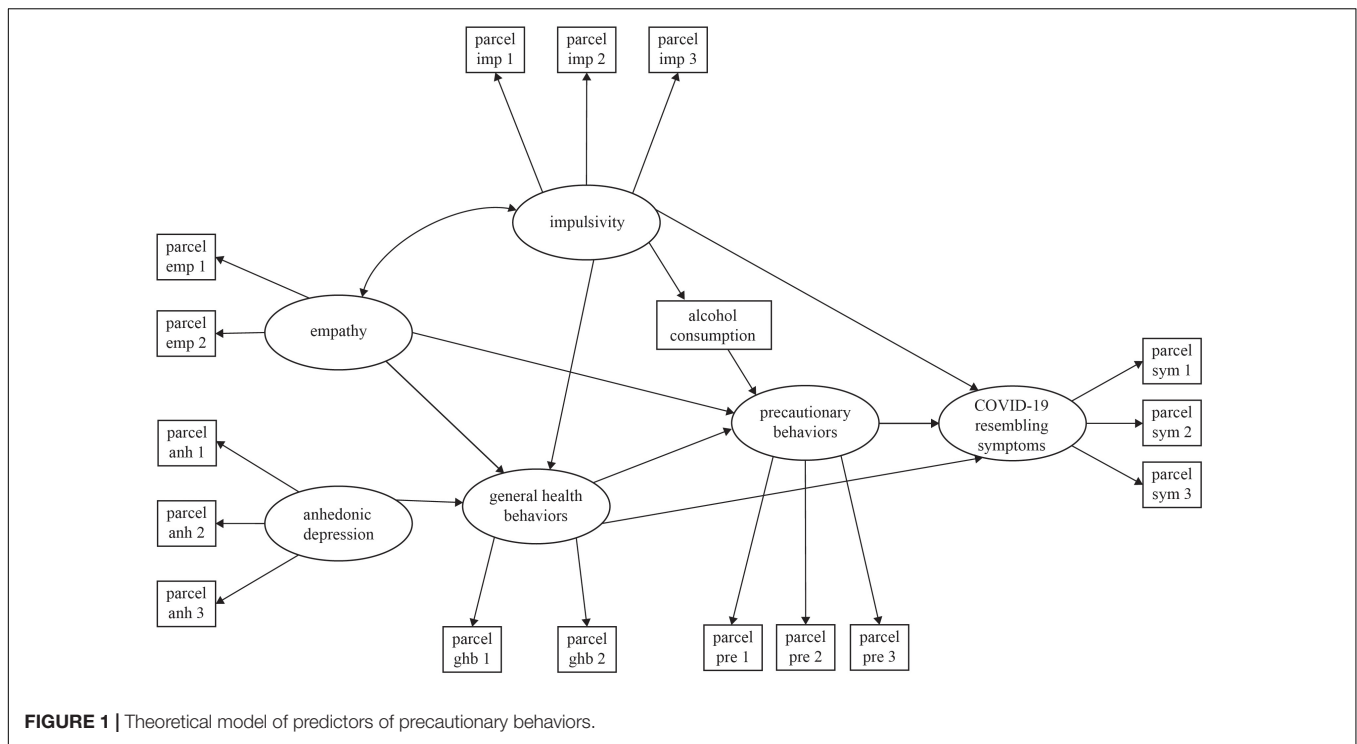 parcel
imp 1
parcel
imp 2
parcel
imp 3
impulsivity
parcel
emp 1
parcel
emp 2
empathy
alcohol
consumption
parcel
sym 1
parcel
sym 2
parcel
sym 3
precautionary
behaviors
COVID-19
resembling
symptoms
parcel
anh 1
parcel
anh 2
parcel
anh 3
anhedonic
depression
general health
behaviors
parcel
ghb 1
parcel
ghb 2
parcel
pre 1
parcel
pre 2
parcel
pre 3
FIGURE 1 | Theoretical model of predictors of precautionary behaviors.